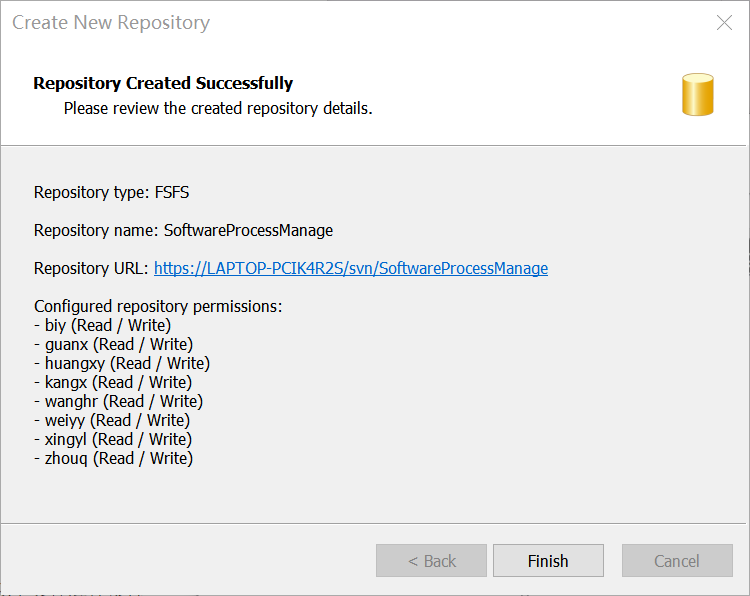 Create New Repository
Repository Created Successfully
Please review the created repository details.
Repository type: FSFS
Repository name: SoftwareProcessManage
Repository URL: https://LAPTOP-PCIK4R2S/svn/SoftwareProcessManage
Configured repository permissions:
- biy (Read / Write)
- guanx (Read / Write)
- huangxy (Read / Write)
- kangx (Read / Write)
- wanghr (Read / Write)
- weiyy (Read / Write)
- xingyl (Read / Write)
- zhouq (Read / Write)
< Back
Finish
Cancel